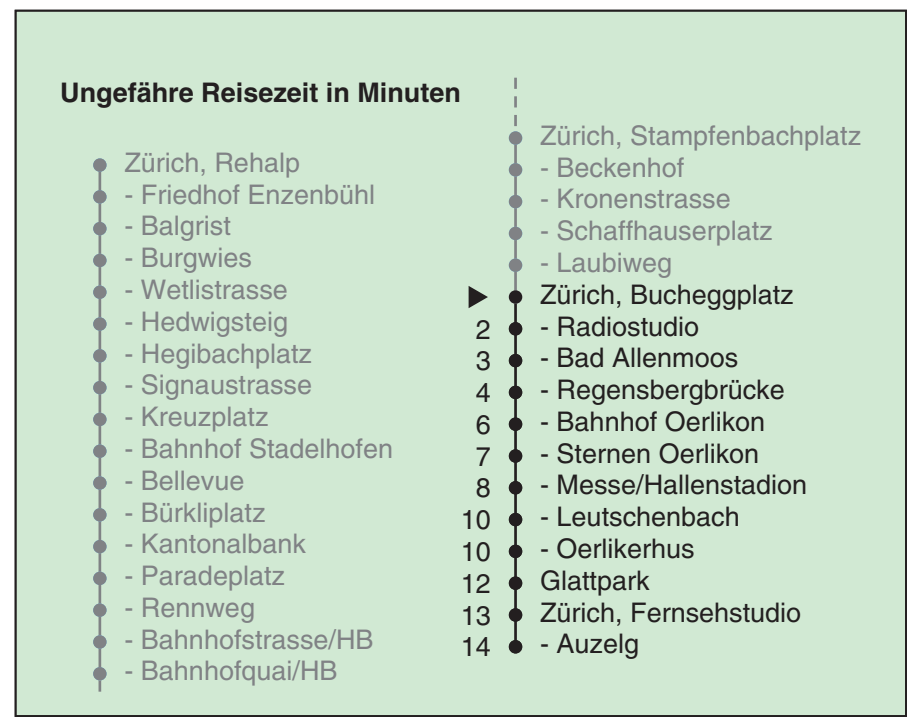 Ungefähre Reisezeit in Minuten
Zürich, Rehalp
- Friedhof Enzenbühl
- Balgrist
- Burgwies
- Wetlistrasse
- Hedwigsteig
- Hegibachplatz
- Signaustrasse
- Kreuzplatz
- Bahnhof Stadelhofen
- Bellevue
- Bürkliplatz
- Kantonalbank
- Paradeplatz
- Rennweg
- Bahnhofstrasse/HB
- Bahnhofquai/HB
Zürich, Stampfenbachplatz
- Beckenhof
- Kronenstrasse
- Schaffhauserplatz
- Laubiweg
Zürich, Bucheggplatz
2 - Radiostudio
3 - Bad Allenmoos
4 - Regensbergbrücke
6 - Bahnhof Oerlikon
7 - Sternen Oerlikon
8 - Messe/Hallenstadion
10 - Leutschenbach
10 - Oerlikerhus
12 Glattpark
13 Zürich, Fernsehstudio
14 - Auzelg